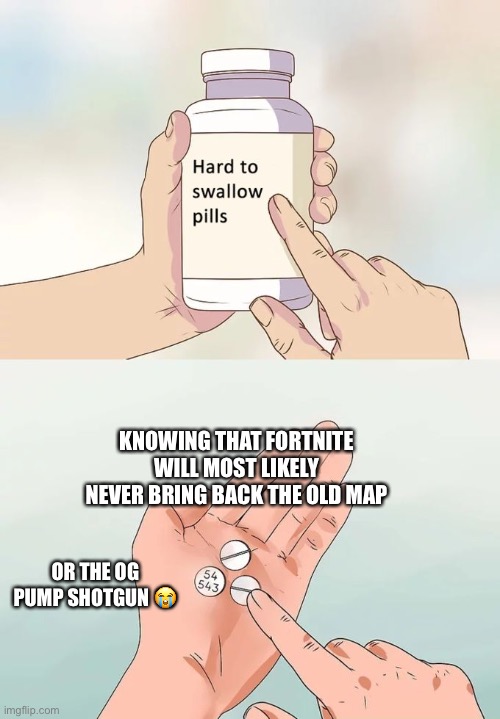 Hard to
swallow
pills
KNOWING THAT FORTNITE
WILL MOST LIKELY
NEVER BRING BACK THE OLD MAP
OR THE OG
PUMP SHOTGUN 😭
54
543
imgflip.com